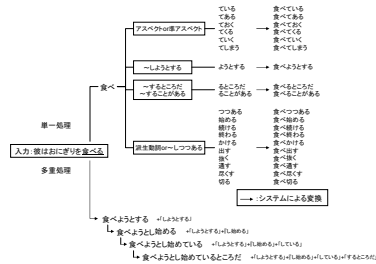 ている 食べている
てある 食べてある
アスペクトor準アスペクト ておく 食べておく
てくる 食べてくる
ていく 食べていく
てしまう 食べてしまう
～しようとする ようとする 食べようとする
食べ
～するところだ るところだ 食べるところだ
～することがある ることがある 食べることがある
つつある 食べつつある
始める 食べ始める
続ける 食べ続ける
単一処理 終わる 食べ終わる
入力：彼はおにぎりを食べる 派生動詞or～しつつある かける 食べかける
多重処理 出す 食べ出す
抜く 食べ抜く
通す 食べ通す
尽くす 食べ尽くす
切る 食べ切る
：システムによる変換
食べようとする +「しようとする」
食べようとし始める +「しようとする」+「し始める」
食べようとし始めている +「しようとする」+「し始める」+「している」
食べようとし始めているところだ +「しようとする」+「し始める」+「している」+「するところだ」